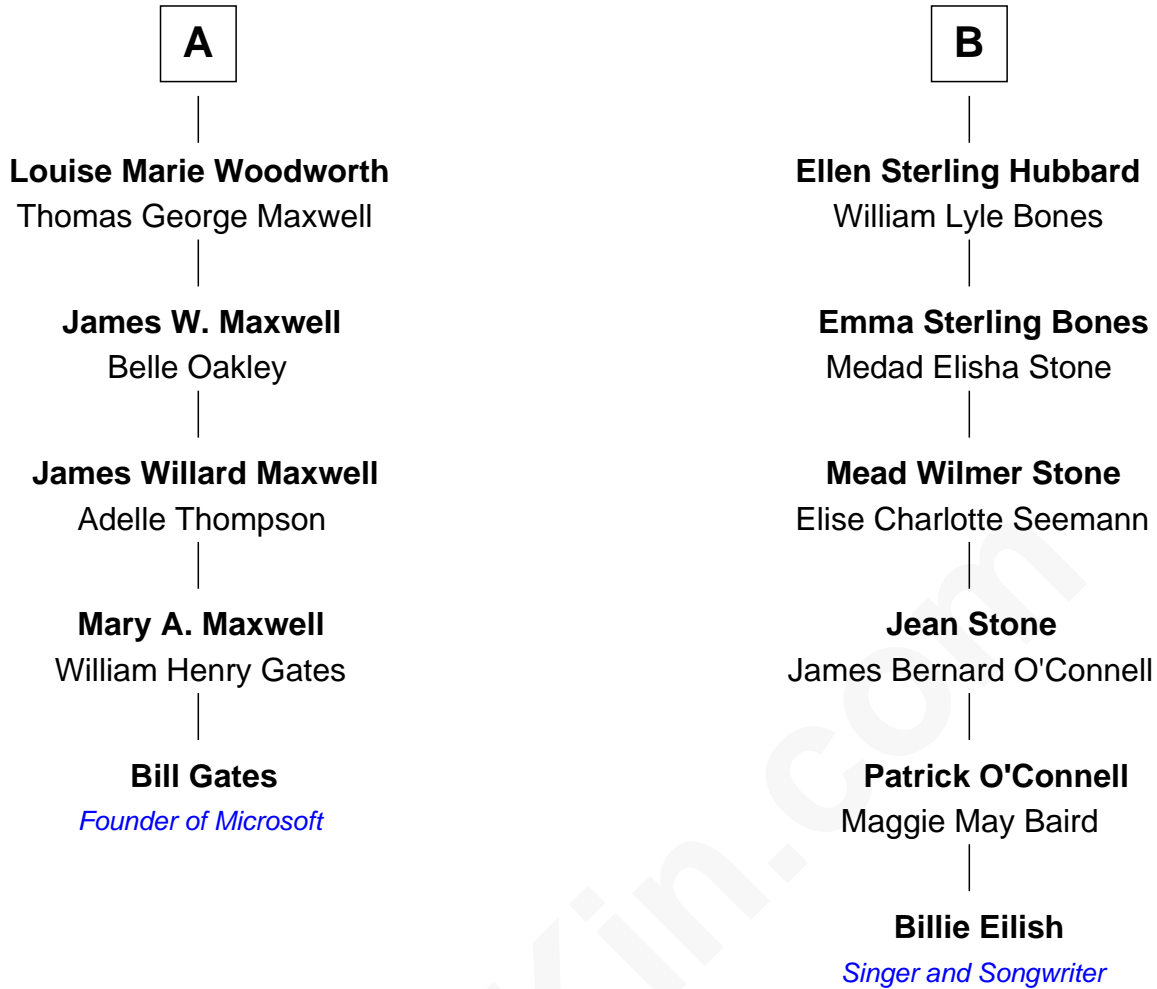 A
Louise Marie Woodworth
Thomas George Maxwell
James W. Maxwell
Belle Oakley
James Willard Maxwell
Adelle Thompson
Mary A. Maxwell
William Henry Gates
Bill Gates
Founder of Microsoft
B
Ellen Sterling Hubbard
William Lyle Bones
Emma Sterling Bones
Medad Elisha Stone
Mead Wilmer Stone
Elise Charlotte Seemann
Jean Stone
James Bernard O'Connell
Patrick O'Connell
Maggie May Baird
Billie Eilish
Singer and Songwriter
Kin.com